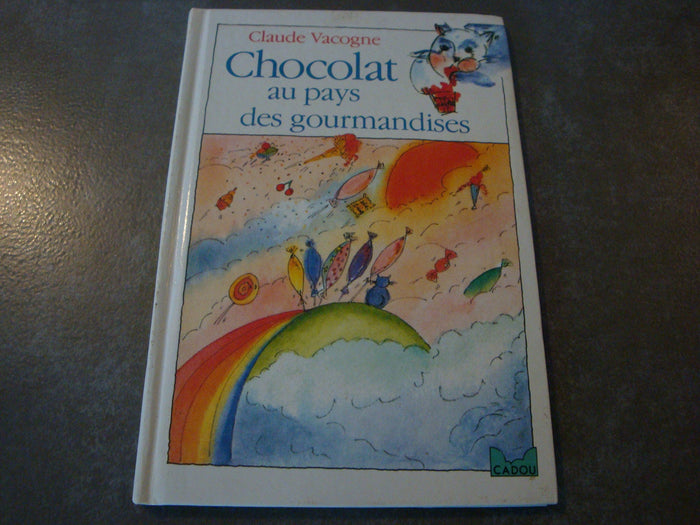 Claude Vacogne
Chocolat
au pays
des gourmandises
CADOU